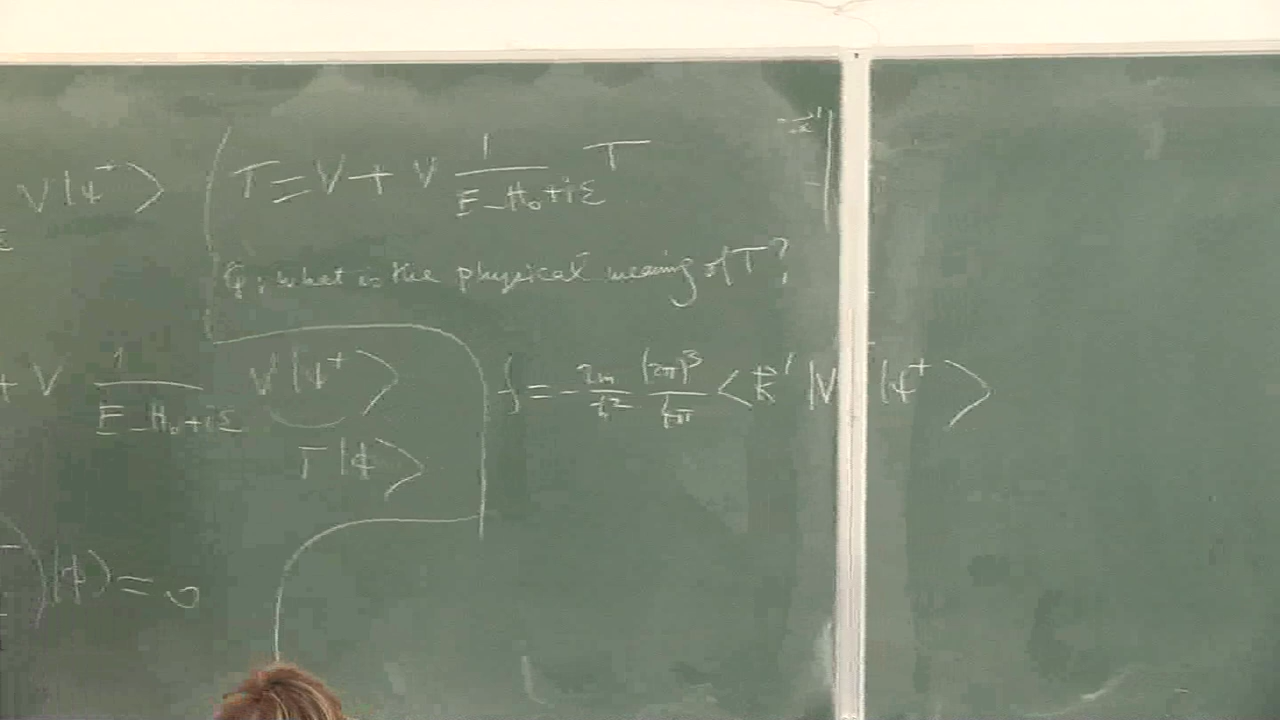 V|ψ⁺⟩
T = V + V 1/(E - H₀ + iε) T
Q: what is the physical meaning of T?
+ V 1/(E - H₀ + iε) V|ψ⁺⟩
T|ϕ⟩
f = - 2m/ħ² (2π)³/4π ⟨k⃗'|V|ψ⁺⟩
)|ϕ⟩ = 0